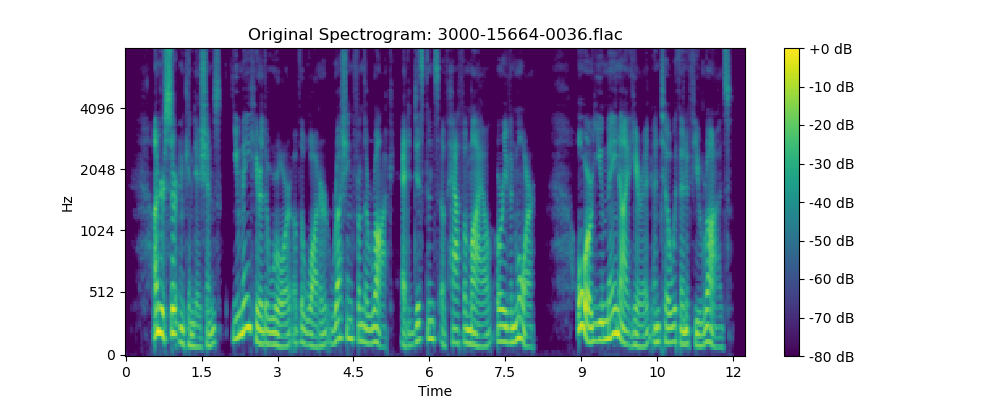 Original Spectrogram: 3000-15664-0036.flac
+0 dB
4096
-10 dB
-20 dB
2048
-30 dB
Hz
1024
-40 dB
-50 dB
512
-60 dB
-70 dB
0
-80 dB
0 1.5 3 4.5 6 7.5 9 10 12
Time